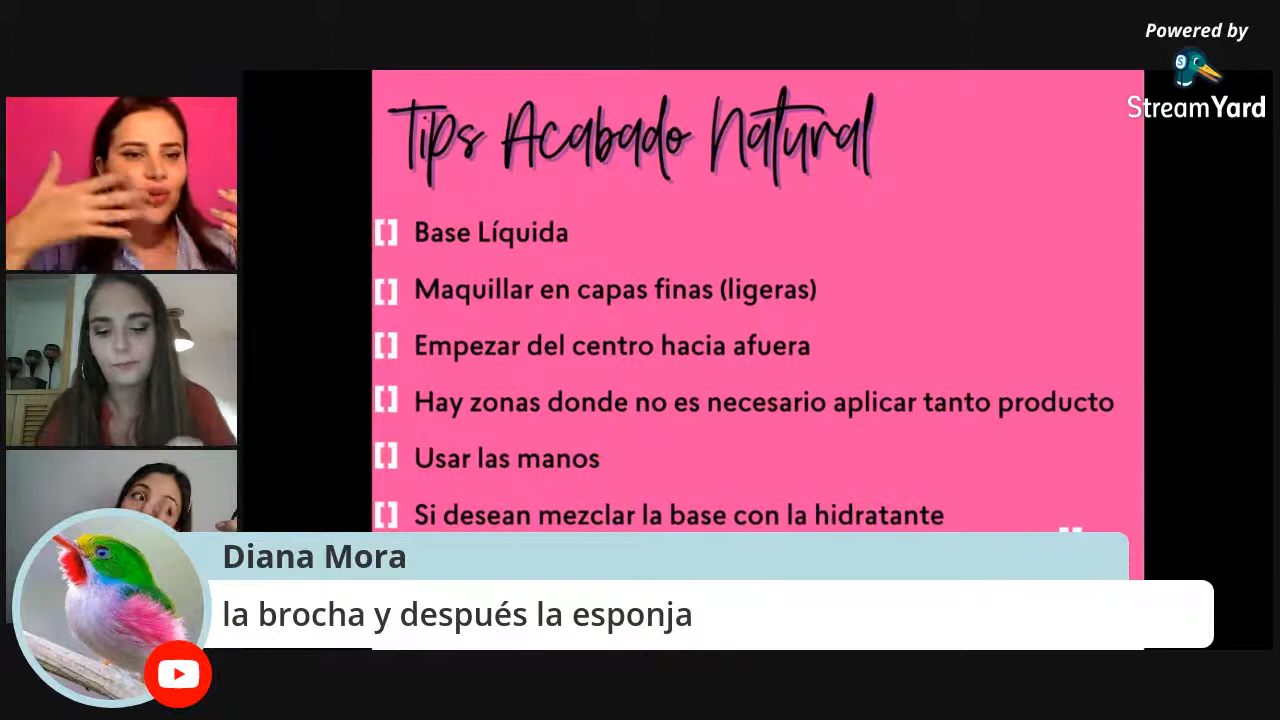 Powered by
StreamYard
Tips Acabado Natural
[] Base Líquida
[] Maquillar en capas finas (ligeras)
[] Empezar del centro hacia afuera
[] Hay zonas donde no es necesario aplicar tanto producto
[] Usar las manos
[] Si desean mezclar la base con la hidratante
Diana Mora
la brocha y después la esponja